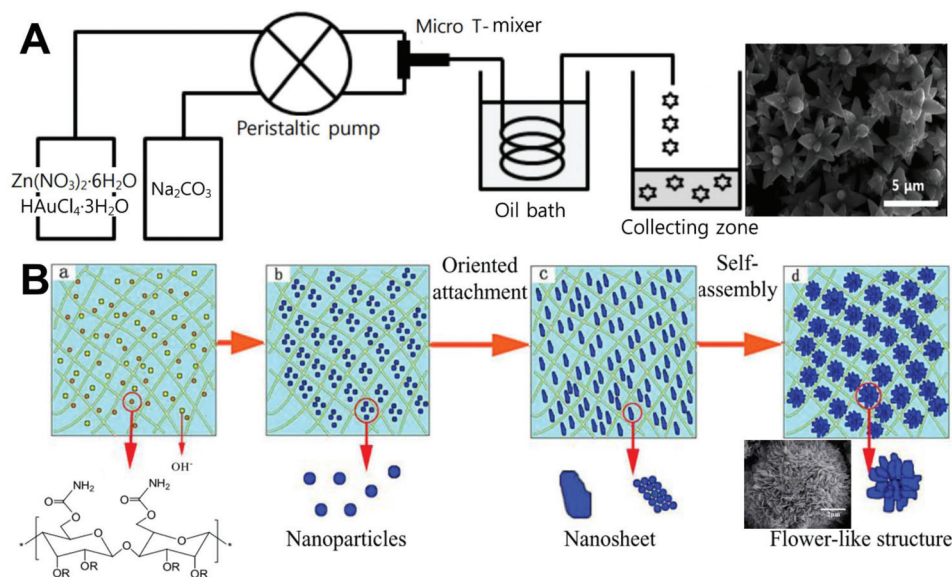 A
Micro T-mixer
Peristaltic pump
Zn(NO₃)₂·6H₂O
HAuCl₄·3H₂O
Na₂CO₃
Oil bath
Collecting zone
5 µm
B
a
b
Oriented
attachment
c
Self-
assembly
d
OH⁻
NH₂
NH₂
O
O
O
O
O
O
O
*
*
OR
OR
OR
OR
Nanoparticles
Nanosheet
2µm
Flower-like structure